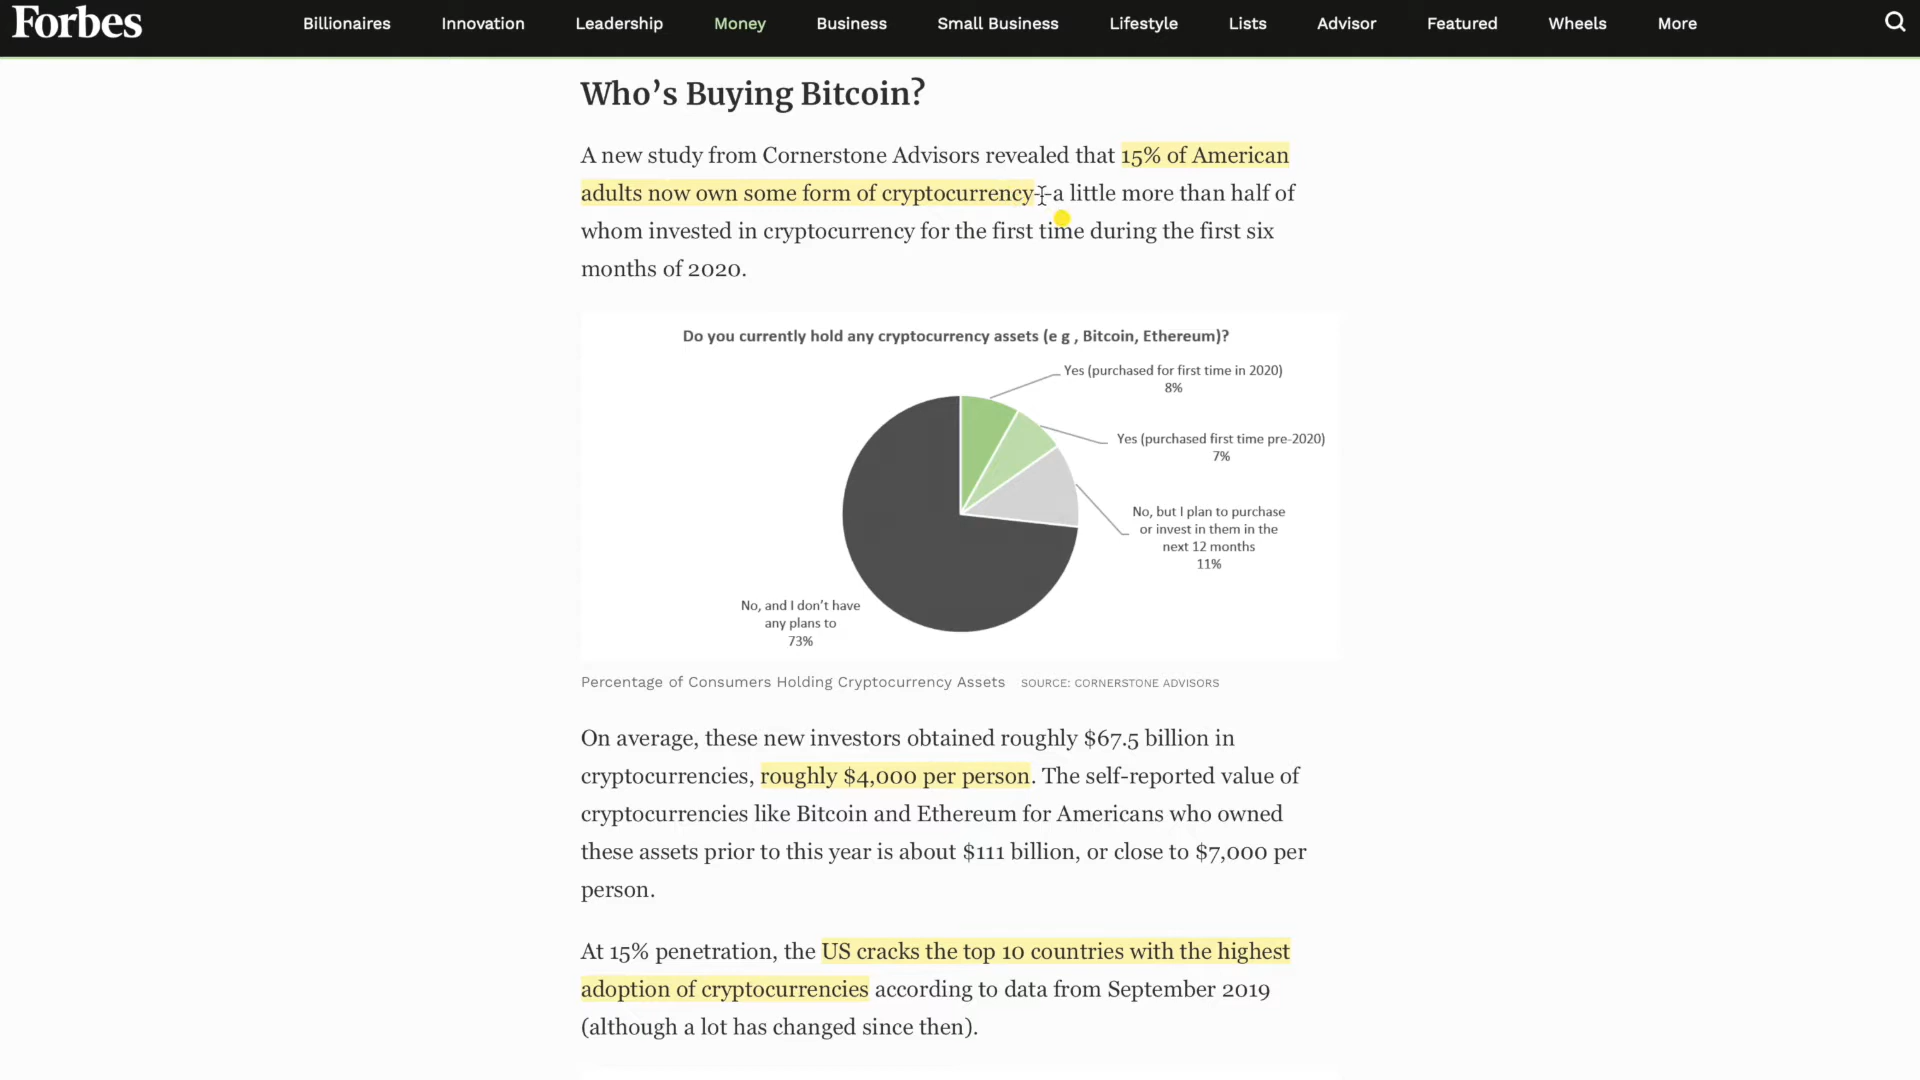 Forbes
Billionaires Innovation Leadership Money Business Small Business Lifestyle Lists Advisor Featured Wheels More
Who's Buying Bitcoin?
A new study from Cornerstone Advisors revealed that 15% of American
adults now own some form of cryptocurrency—a little more than half of
whom invested in cryptocurrency for the first time during the first six
months of 2020.
Do you currently hold any cryptocurrency assets (e g , Bitcoin, Ethereum)?
Yes (purchased for first time in 2020)
8%
Yes (purchased first time pre-2020)
7%
No, but I plan to purchase
or invest in them in the
next 12 months
11%
No, and I don't have
any plans to
73%
Percentage of Consumers Holding Cryptocurrency Assets SOURCE: CORNERSTONE ADVISORS
On average, these new investors obtained roughly $67.5 billion in
cryptocurrencies, roughly $4,000 per person. The self-reported value of
cryptocurrencies like Bitcoin and Ethereum for Americans who owned
these assets prior to this year is about $111 billion, or close to $7,000 per
person.
At 15% penetration, the US cracks the top 10 countries with the highest
adoption of cryptocurrencies according to data from September 2019
(although a lot has changed since then).